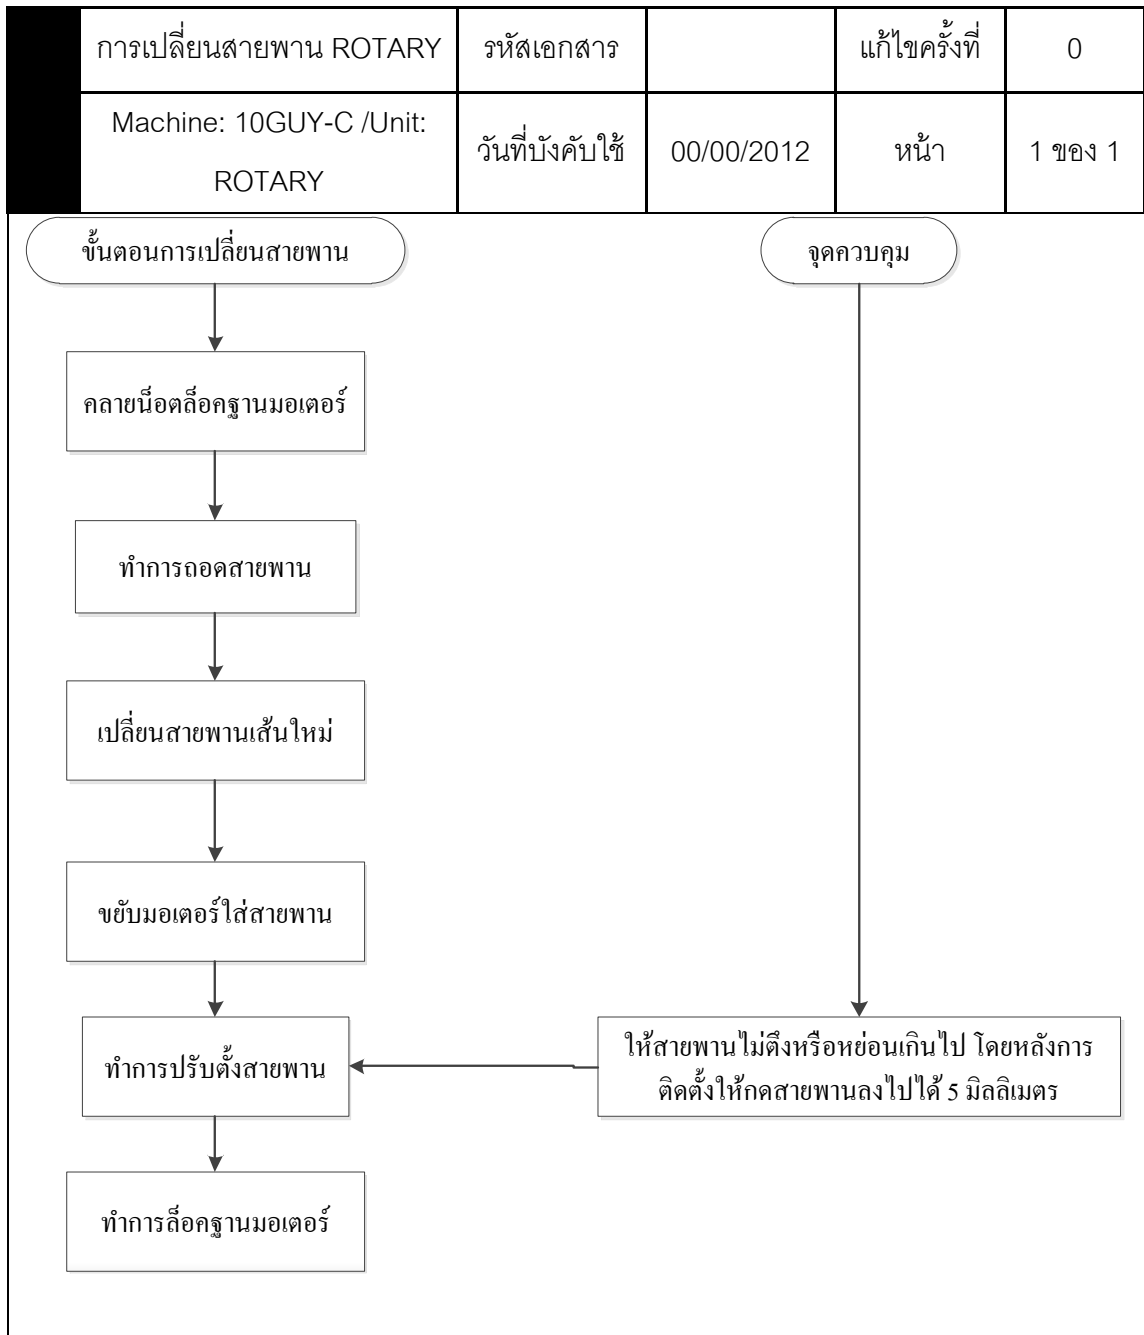 การเปลี่ยนสายพาน ROTARY
รหัสเอกสาร
แก้ไขครั้งที่
0
Machine: 10GUY-C /Unit:
ROTARY
วันที่บังคับใช้
00/00/2012
หน้า
1 ของ 1
ขั้นตอนการเปลี่ยนสายพาน
จุดควบคุม
คลายน็อตล็อคฐานมอเตอร์
ทำการถอดสายพาน
เปลี่ยนสายพานเส้นใหม่
ขยับมอเตอร์ใส่สายพาน
ทำการปรับตั้งสายพาน
ให้สายพานไม่ตึงหรือหย่อนเกินไป โดยหลังการ
ติดตั้งให้กดสายพานลงไปได้ 5 มิลลิเมตร
ทำการล็อคฐานมอเตอร์